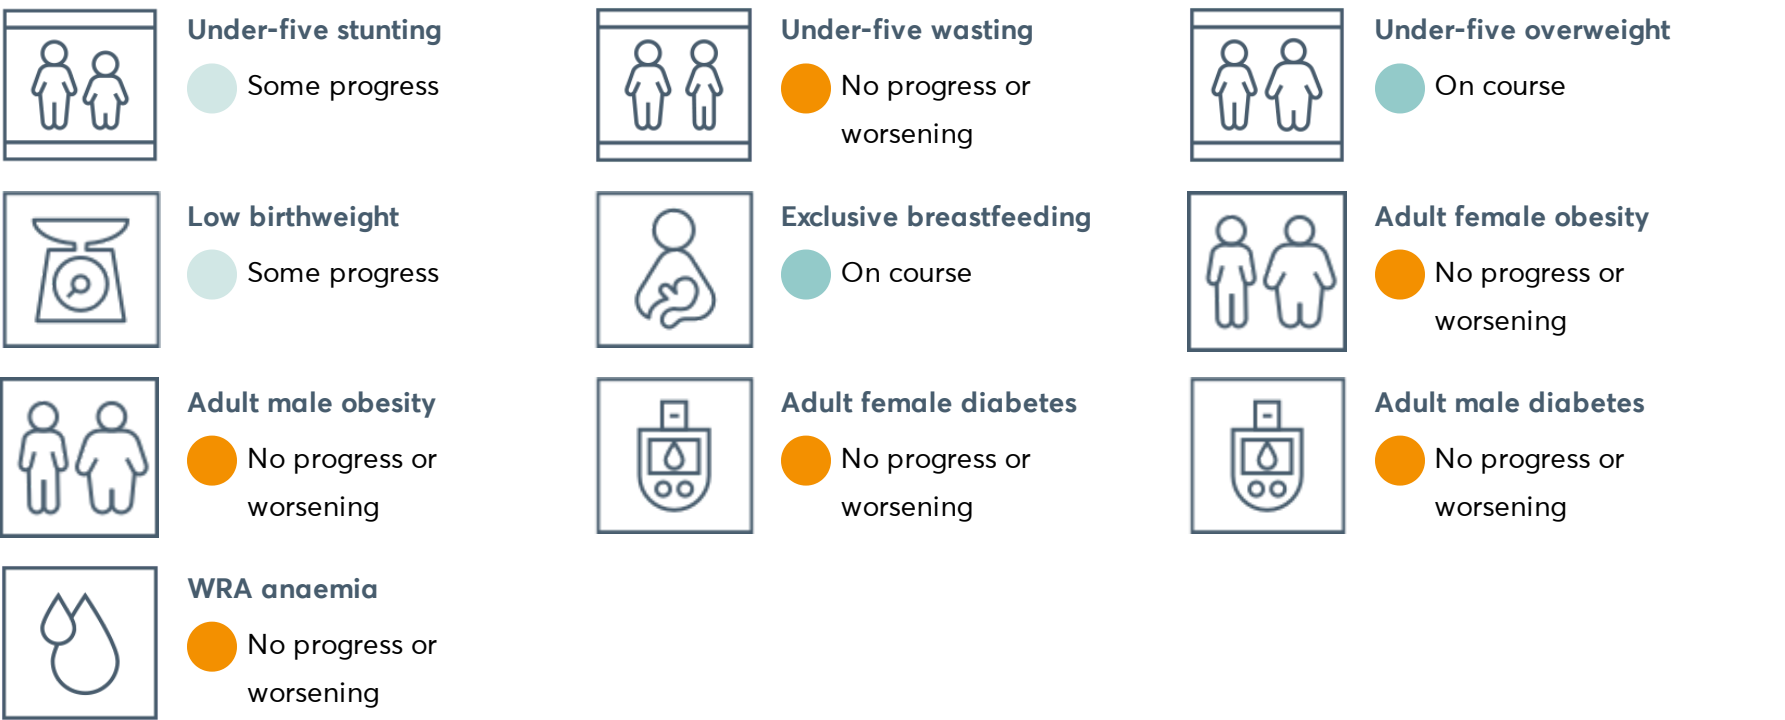 Under-five stunting
Some progress
Under-five wasting
No progress or
worsening
Under-five overweight
On course
Low birthweight
Some progress
Exclusive breastfeeding
On course
Adult female obesity
No progress or
worsening
Adult male obesity
No progress or
worsening
Adult female diabetes
No progress or
worsening
Adult male diabetes
No progress or
worsening
WRA anaemia
No progress or
worsening